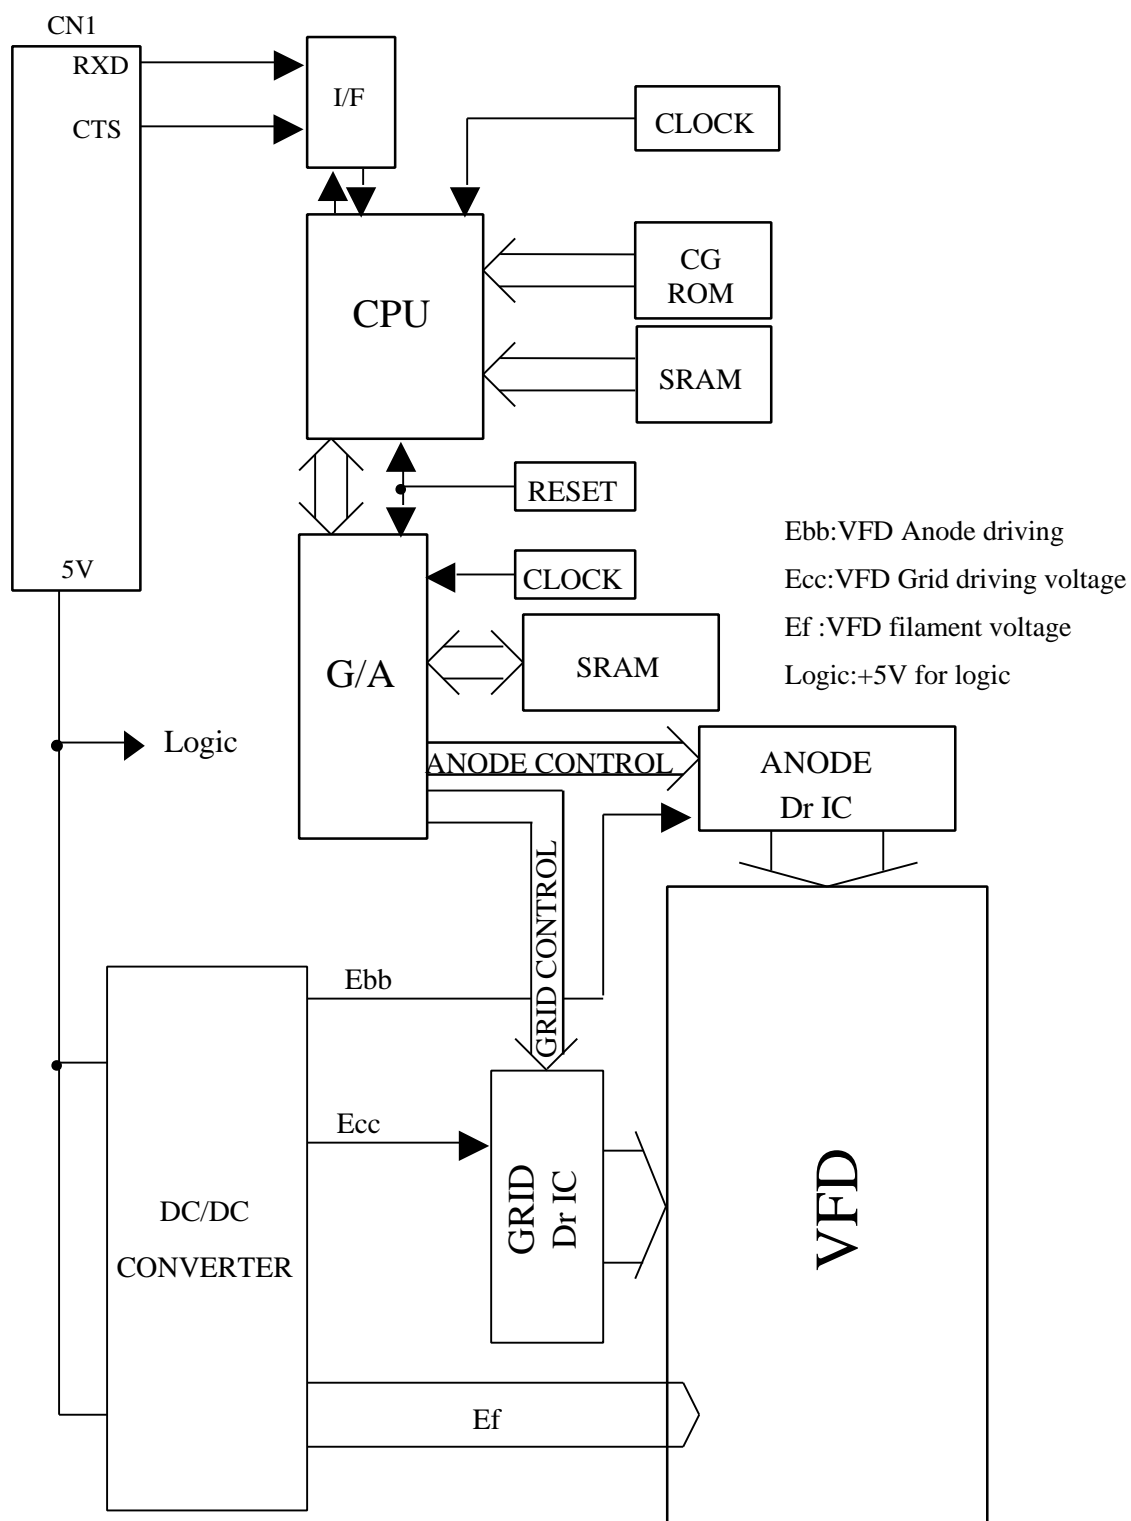 CN1
RXD
I/F
CTS
CLOCK
CG
ROM
CPU
SRAM
RESET
Ebb:VFD Anode driving
5V
CLOCK
Ecc:VFD Grid driving voltage
Ef :VFD filament voltage
G/A
SRAM
Logic:+5V for logic
Logic
ANODE CONTROL
ANODE
Dr IC
GRID CONTROL
Ebb
Ecc
GRID
Dr IC
VFD
DC/DC
CONVERTER
Ef